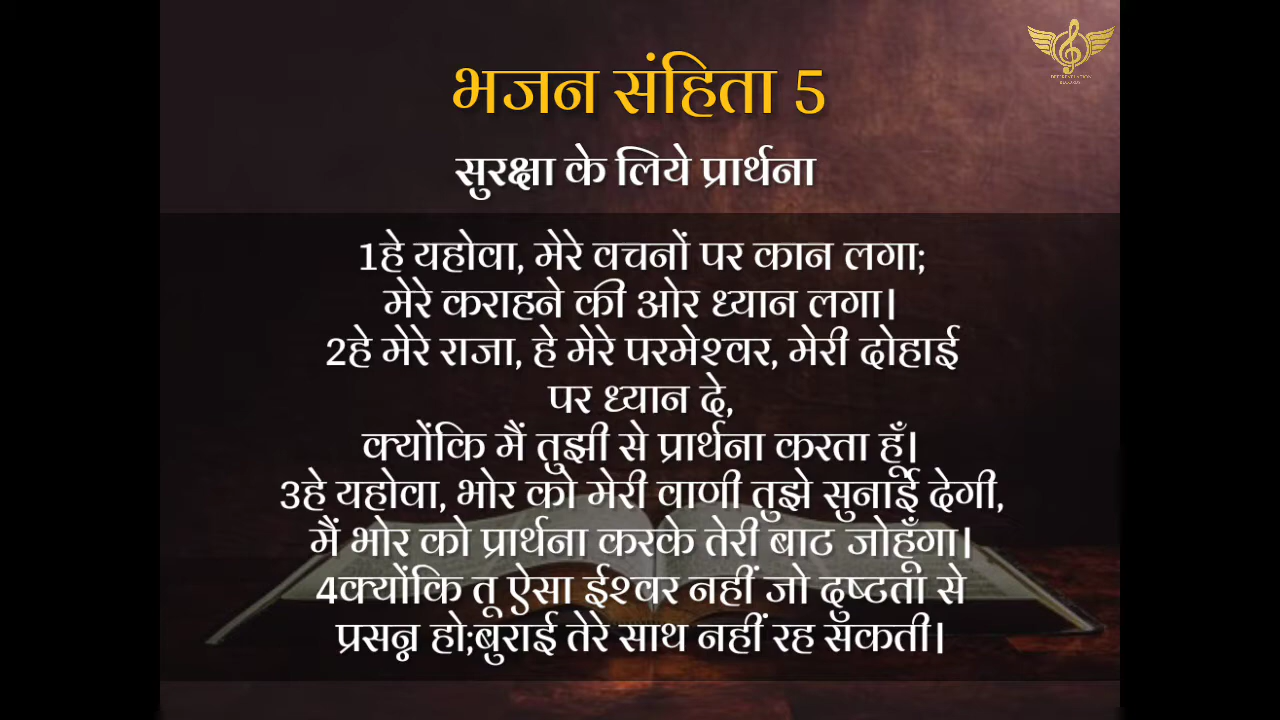 भजन संहिता 5
सुरक्षा के लिये प्रार्थना
1हे यहोवा, मेरे वचनों पर कान लगा;
मेरे कराहने की ओर ध्यान लगा।
2हे मेरे राजा, हे मेरे परमेश्वर, मेरी दोहाई
पर ध्यान दे,
क्योंकि मैं तुझी से प्रार्थना करता हूँ।
3हे यहोवा, भोर को मेरी वाणी तुझे सुनाई देगी,
मैं भोर को प्रार्थना करके तेरी बाट जोहूँगा।
4क्योंकि तू ऐसा ईश्वर नहीं जो दुष्टता से
प्रसन्न हो;बुराई तेरे साथ नहीं रह सकती।